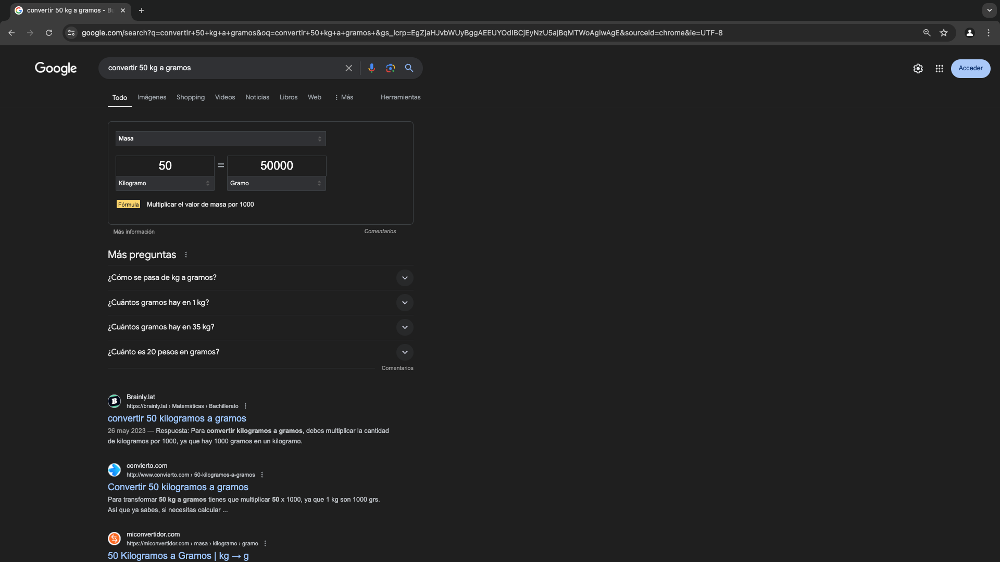 convertir 50 kg a gramos - Bu
google.com/search?q=convertir+50+kg+a+gramos&oq=convertir+50+kg+a+gramos+&gs_lcrp=EgZjaHJvbWUyBggAEEUYOdIBCjEyNzU5ajBqMTWoAgiwAgE&sourceid=chrome&ie=UTF-8
Google
convertir 50 kg a gramos
Acceder
Todo Imágenes Shopping Videos Noticias Libros Web Más Herramientas
Masa
50 = 50000
Kilogramo Gramo
Fórmula Multiplicar el valor de masa por 1000
Más información Comentarios
Más preguntas
¿Cómo se pasa de kg a gramos?
¿Cuántos gramos hay en 1 kg?
¿Cuántos gramos hay en 35 kg?
¿Cuánto es 20 pesos en gramos?
Comentarios
Brainly.lat
https://brainly.lat › Matemáticas › Bachillerato
convertir 50 kilogramos a gramos
26 may 2023 — Respuesta: Para convertir kilogramos a gramos, debes multiplicar la cantidad
de kilogramos por 1000, ya que hay 1000 gramos en un kilogramo.
convierto.com
http://www.convierto.com › 50-kilogramos-a-gramos
Convertir 50 kilogramos a gramos
Para transformar 50 kg a gramos tienes que multiplicar 50 x 1000, ya que 1 kg son 1000 grs.
Así que ya sabes, si necesitas calcular ...
miconvertidor.com
https://miconvertidor.com › masa › kilogramo › gramo
50 Kilogramos a Gramos | kg → g